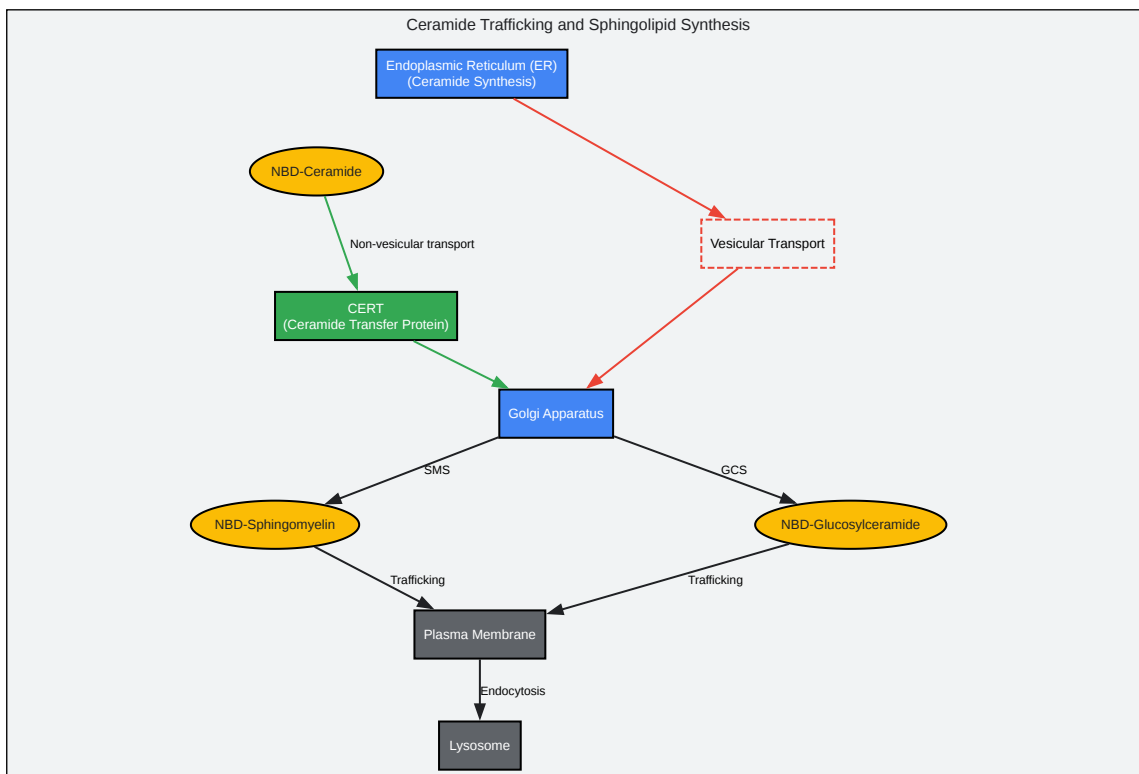 Ceramide Trafficking and Sphingolipid Synthesis
Endoplasmic Reticulum (ER)
(Ceramide Synthesis)
NBD-Ceramide
Non-vesicular transport
Vesicular Transport
CERT
(Ceramide Transfer Protein)
Golgi Apparatus
SMS
GCS
NBD-Sphingomyelin
NBD-Glucosylceramide
Trafficking
Trafficking
Plasma Membrane
Endocytosis
Lysosome